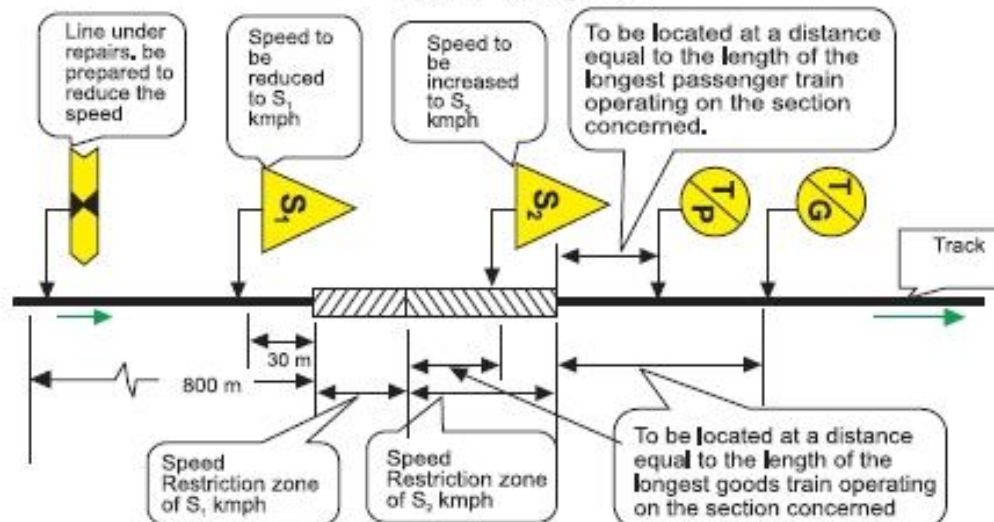 Line under
repairs. be
prepared to
reduce the
speed
Speed to
be
reduced
to S₁
kmph
Speed to
be
increased
to S₂
kmph
To be located at a distance
equal to the length of the
longest passenger train
operating on the section
concerned.
S₁
S₂
T/P
T/G
Track
30 m
800 m
Speed
Restriction zone
of S₁ kmph
Speed
Restriction zone
of S₂ kmph
To be located at a distance
equal to the length of the
longest goods train operating
on the section concerned